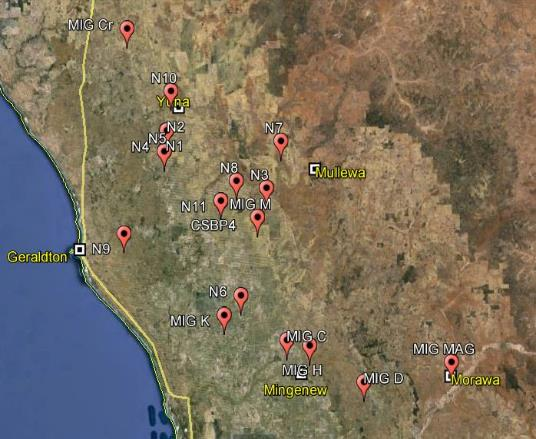 MIG Cr
N10
Yuna
N2
N5
N4 N1
N7
Mullewa
N8
N3
N11
MIG M
CSBP4
N9
Geraldton
N6
MIG K
MIG C
MIG H
MIG MAG
Mingenew
MIG D
Morawa